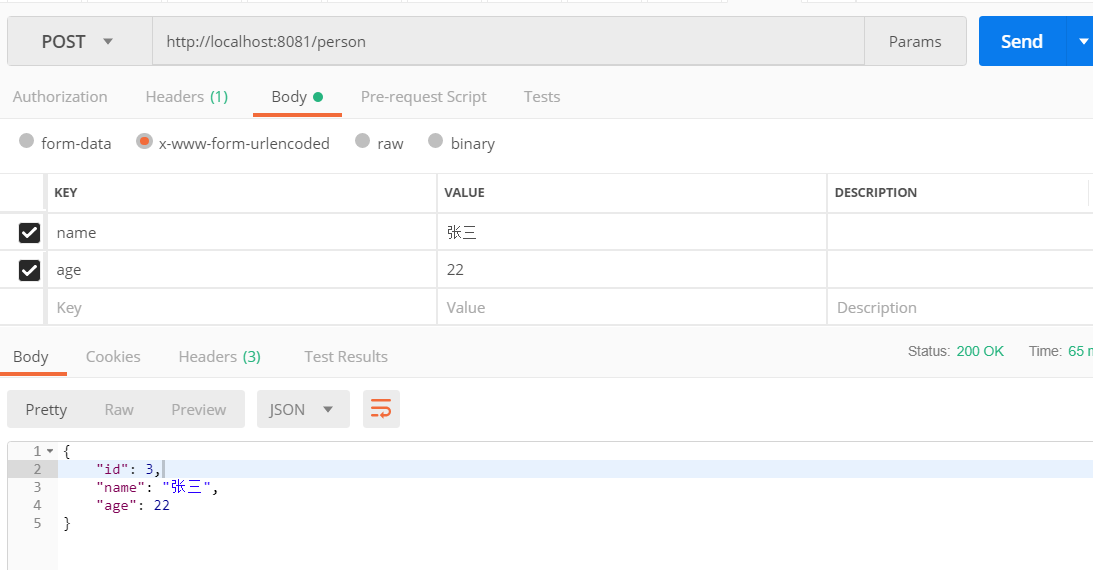 POST http://localhost:8081/person Params Send
Authorization Headers (1) Body Pre-request Script Tests
form-data x-www-form-urlencoded raw binary
KEY VALUE DESCRIPTION
name 张三
age 22
Key Value Description
Body Cookies Headers (3) Test Results Status: 200 OK Time: 65 m
Pretty Raw Preview JSON
1 {
2 "id": 3,
3 "name": "张三",
4 "age": 22
5 }